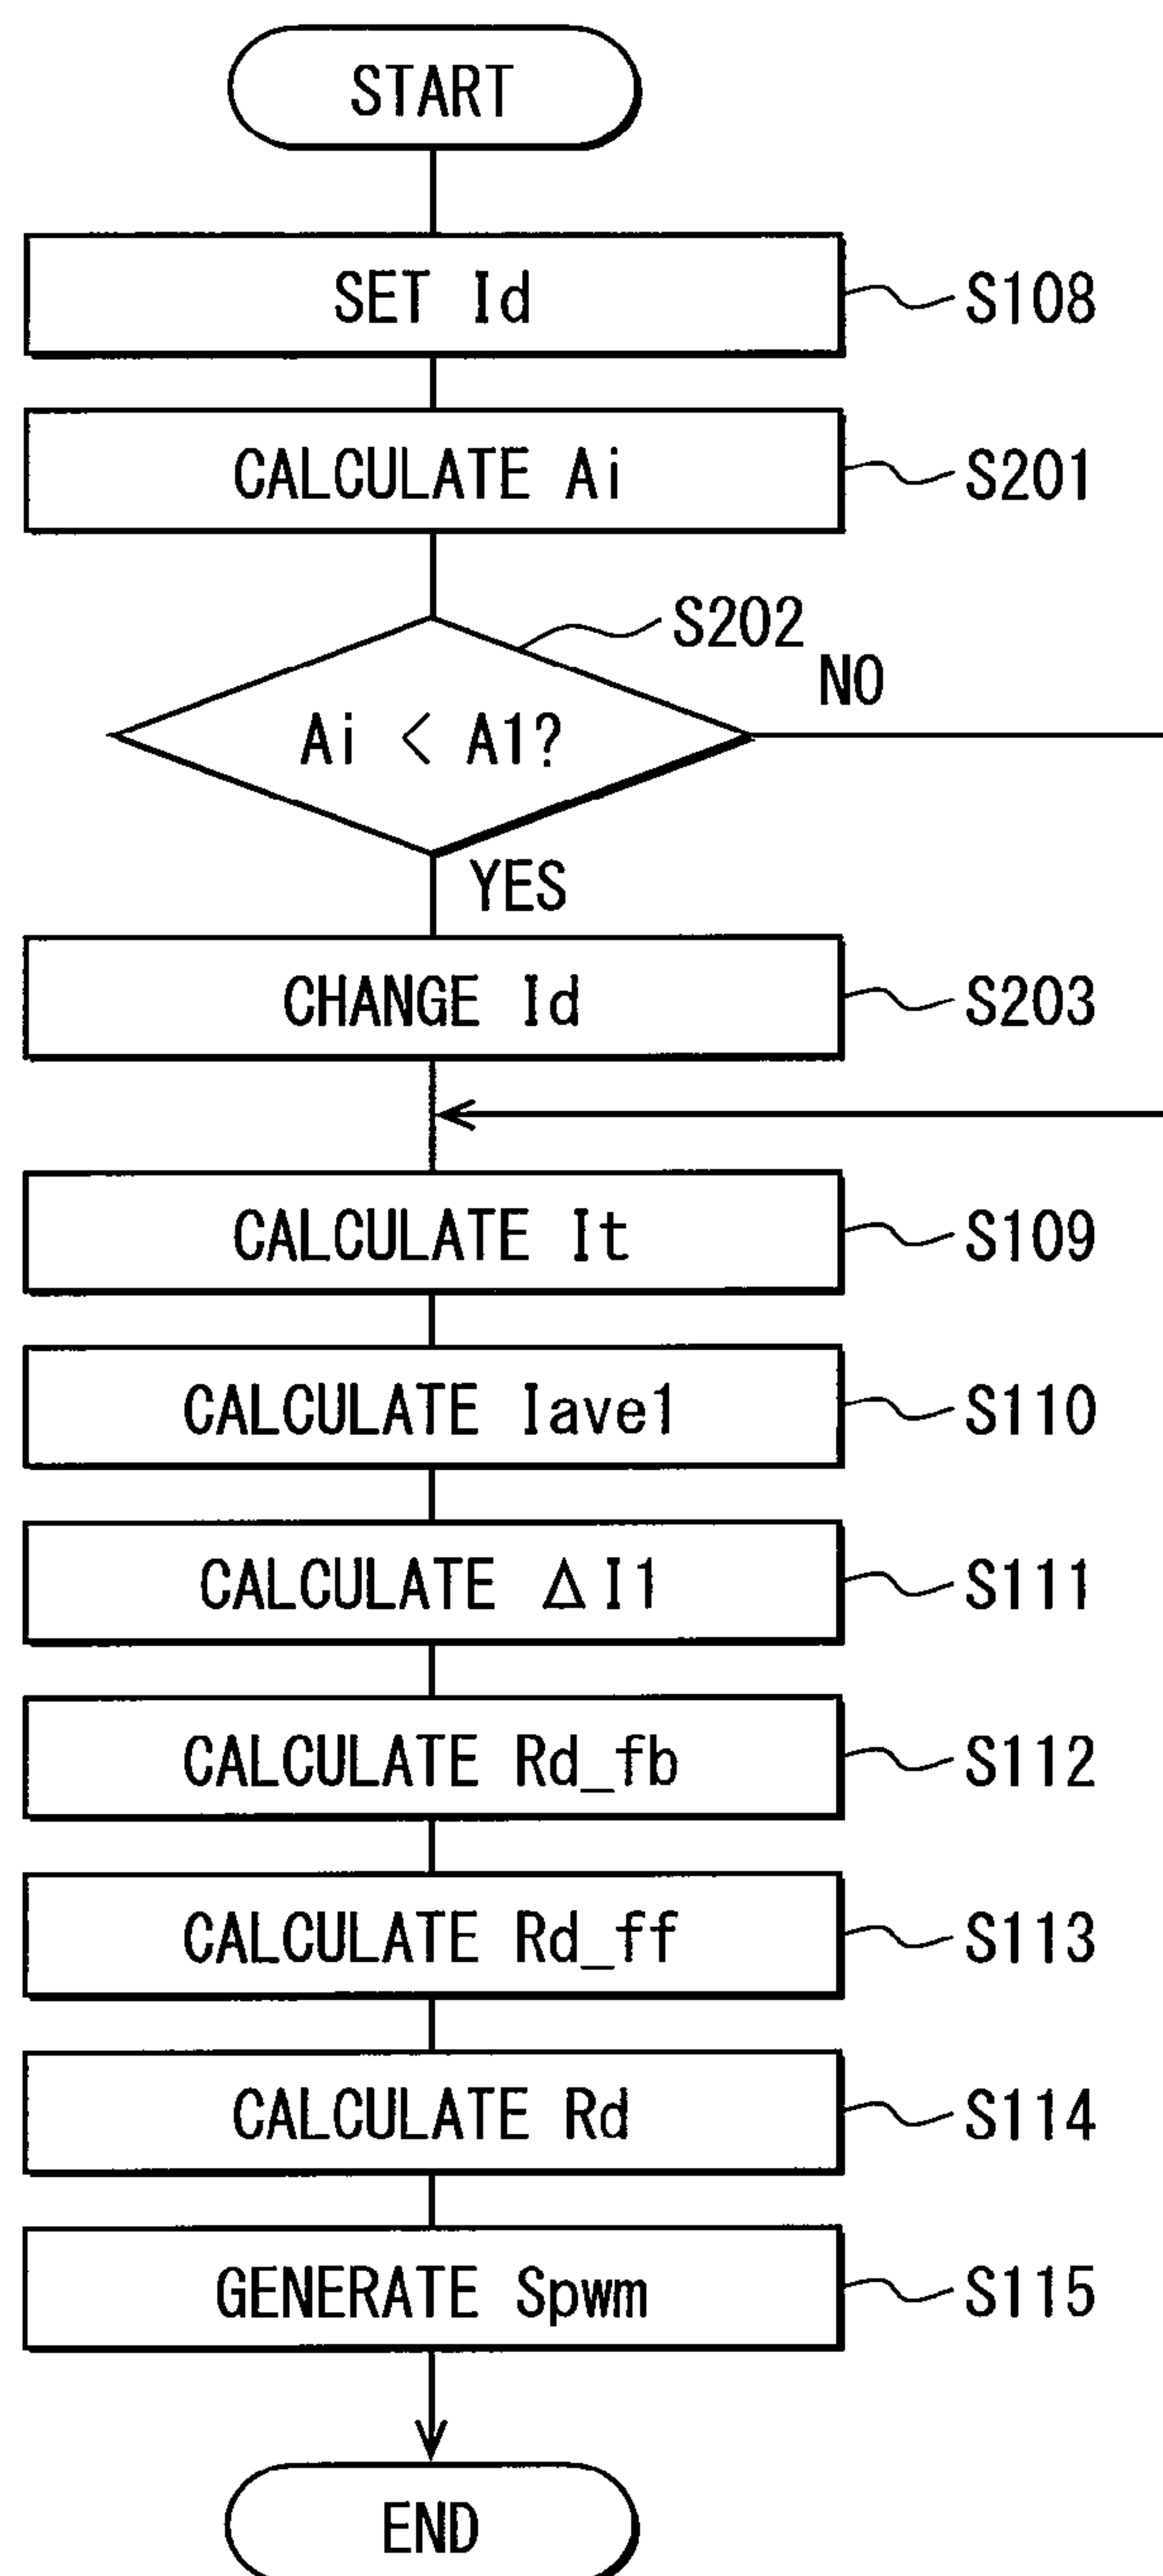 START
SET Id
S108
CALCULATE Ai
S201
S202
Ai < A1?
NO
YES
CHANGE Id
S203
CALCULATE It
S109
CALCULATE Iave1
S110
CALCULATE ΔI1
S111
CALCULATE Rd_fb
S112
CALCULATE Rd_ff
S113
CALCULATE Rd
S114
GENERATE Spwm
S115
END